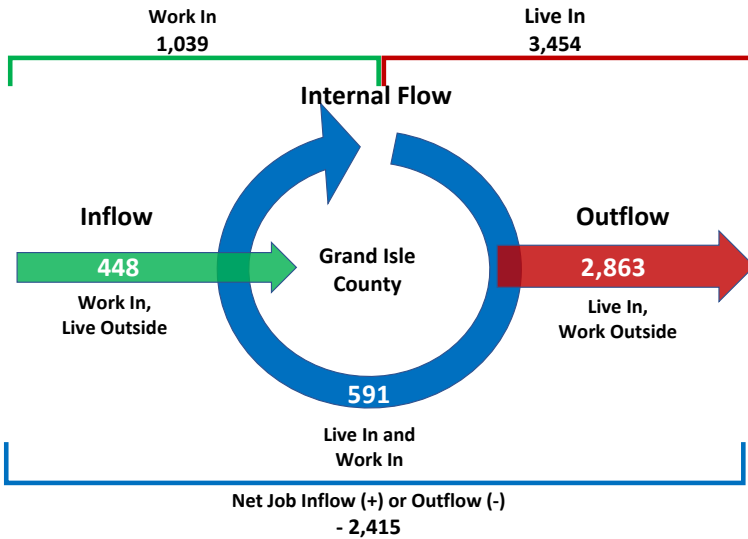 Work In
1,039
Live In
3,454
Internal Flow
Inflow
448
Work In,
Live Outside
Grand Isle
County
Outflow
2,863
Live In,
Work Outside
591
Live In and
Work In
Net Job Inflow (+) or Outflow (-)
- 2,415